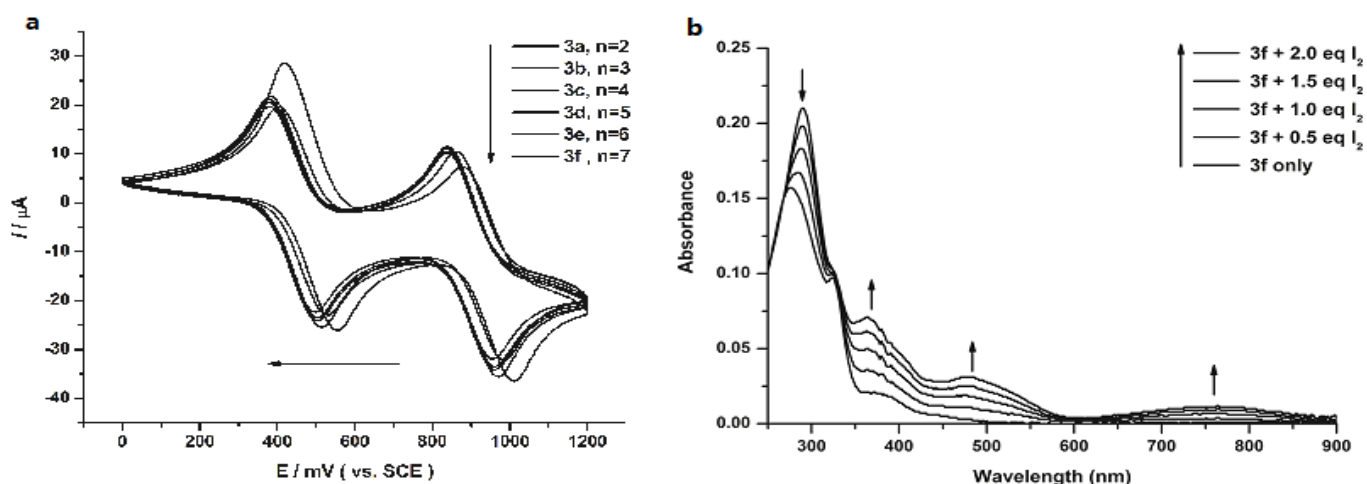 a
30
20
10
0
-10
-20
-30
-40
I / μA
3a, n=2
3b, n=3
3c, n=4
3d, n=5
3e, n=6
3f , n=7
0 200 400 600 800 1000 1200
E / mV ( vs. SCE )
b
0.25
0.20
0.15
0.10
0.05
0.00
Absorbance
3f + 2.0 eq I₂
3f + 1.5 eq I₂
3f + 1.0 eq I₂
3f + 0.5 eq I₂
3f only
300 400 500 600 700 800 900
Wavelength (nm)